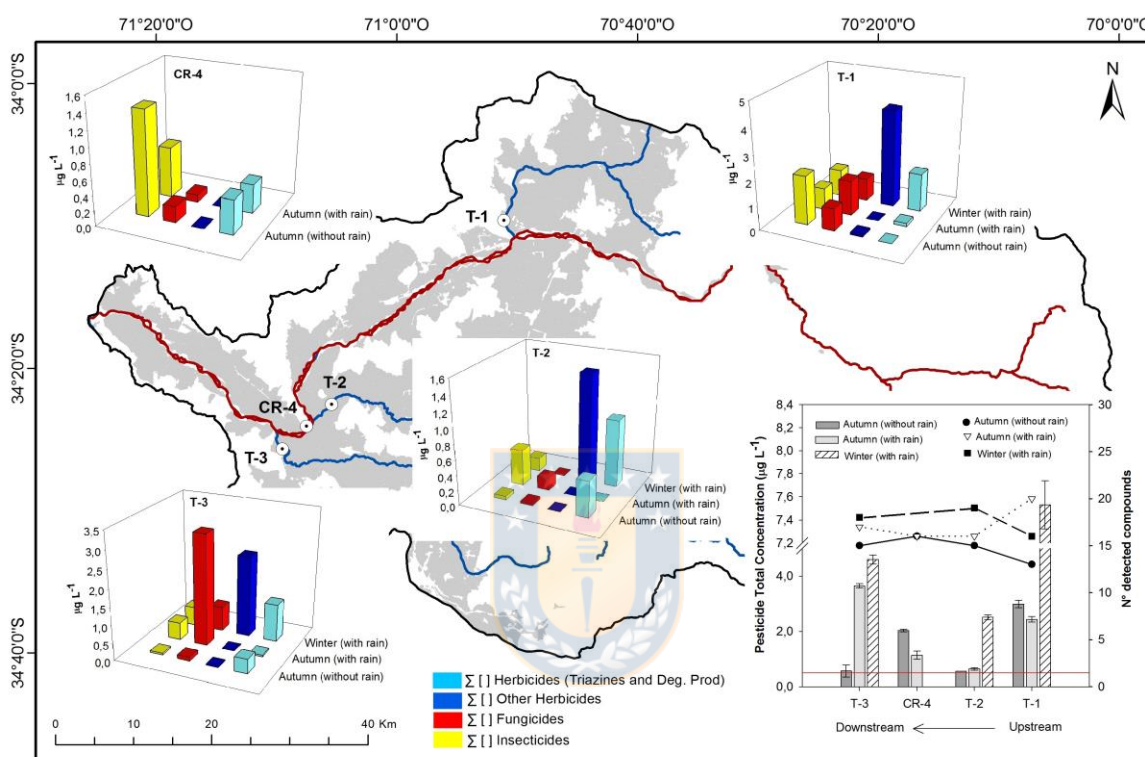 71°20'0"O 71°0'0"O 70°40'0"O 70°20'0"O 70°0'0"O
34°0'0"S
34°20'0"S
34°40'0"S
N
CR-4
1,6
1,4
1,2
1,0
0,8
0,6
0,4
0,2
0,0
µg L-1
Autumn (with rain)
Autumn (without rain)
T-1
5
4
3
2
1
0
µg L-1
Winter (with rain)
Autumn (with rain)
Autumn (without rain)
T-1
T-2
CR-4
T-3
T-2
1,6
1,4
1,2
1,0
0,8
0,6
0,4
0,2
0,0
µg L-1
Winter (with rain)
Autumn (with rain)
Autumn (without rain)
T-3
3,5
3,0
2,5
2,0
1,5
1,0
0,5
0,0
µg L-1
Winter (with rain)
Autumn (with rain)
Autumn (without rain)
Autumn (without rain) Autumn (without rain)
Autumn (with rain) Autumn (with rain)
Winter (with rain) Winter (with rain)
Pesticide Total Concentration (µg L-1)
8,4
8,2
8,0
7,8
7,6
7,4
7,2
4,0
2,0
0,0
30
25
20
15
10
5
0
N° detected compounds
T-3 CR-4 T-2 T-1
Downstream Upstream
∑ [ ] Herbicides (Triazines and Deg. Prod)
∑ [ ] Other Herbicides
∑ [ ] Fungicides
∑ [ ] Insecticides
0 10 20 40 Km